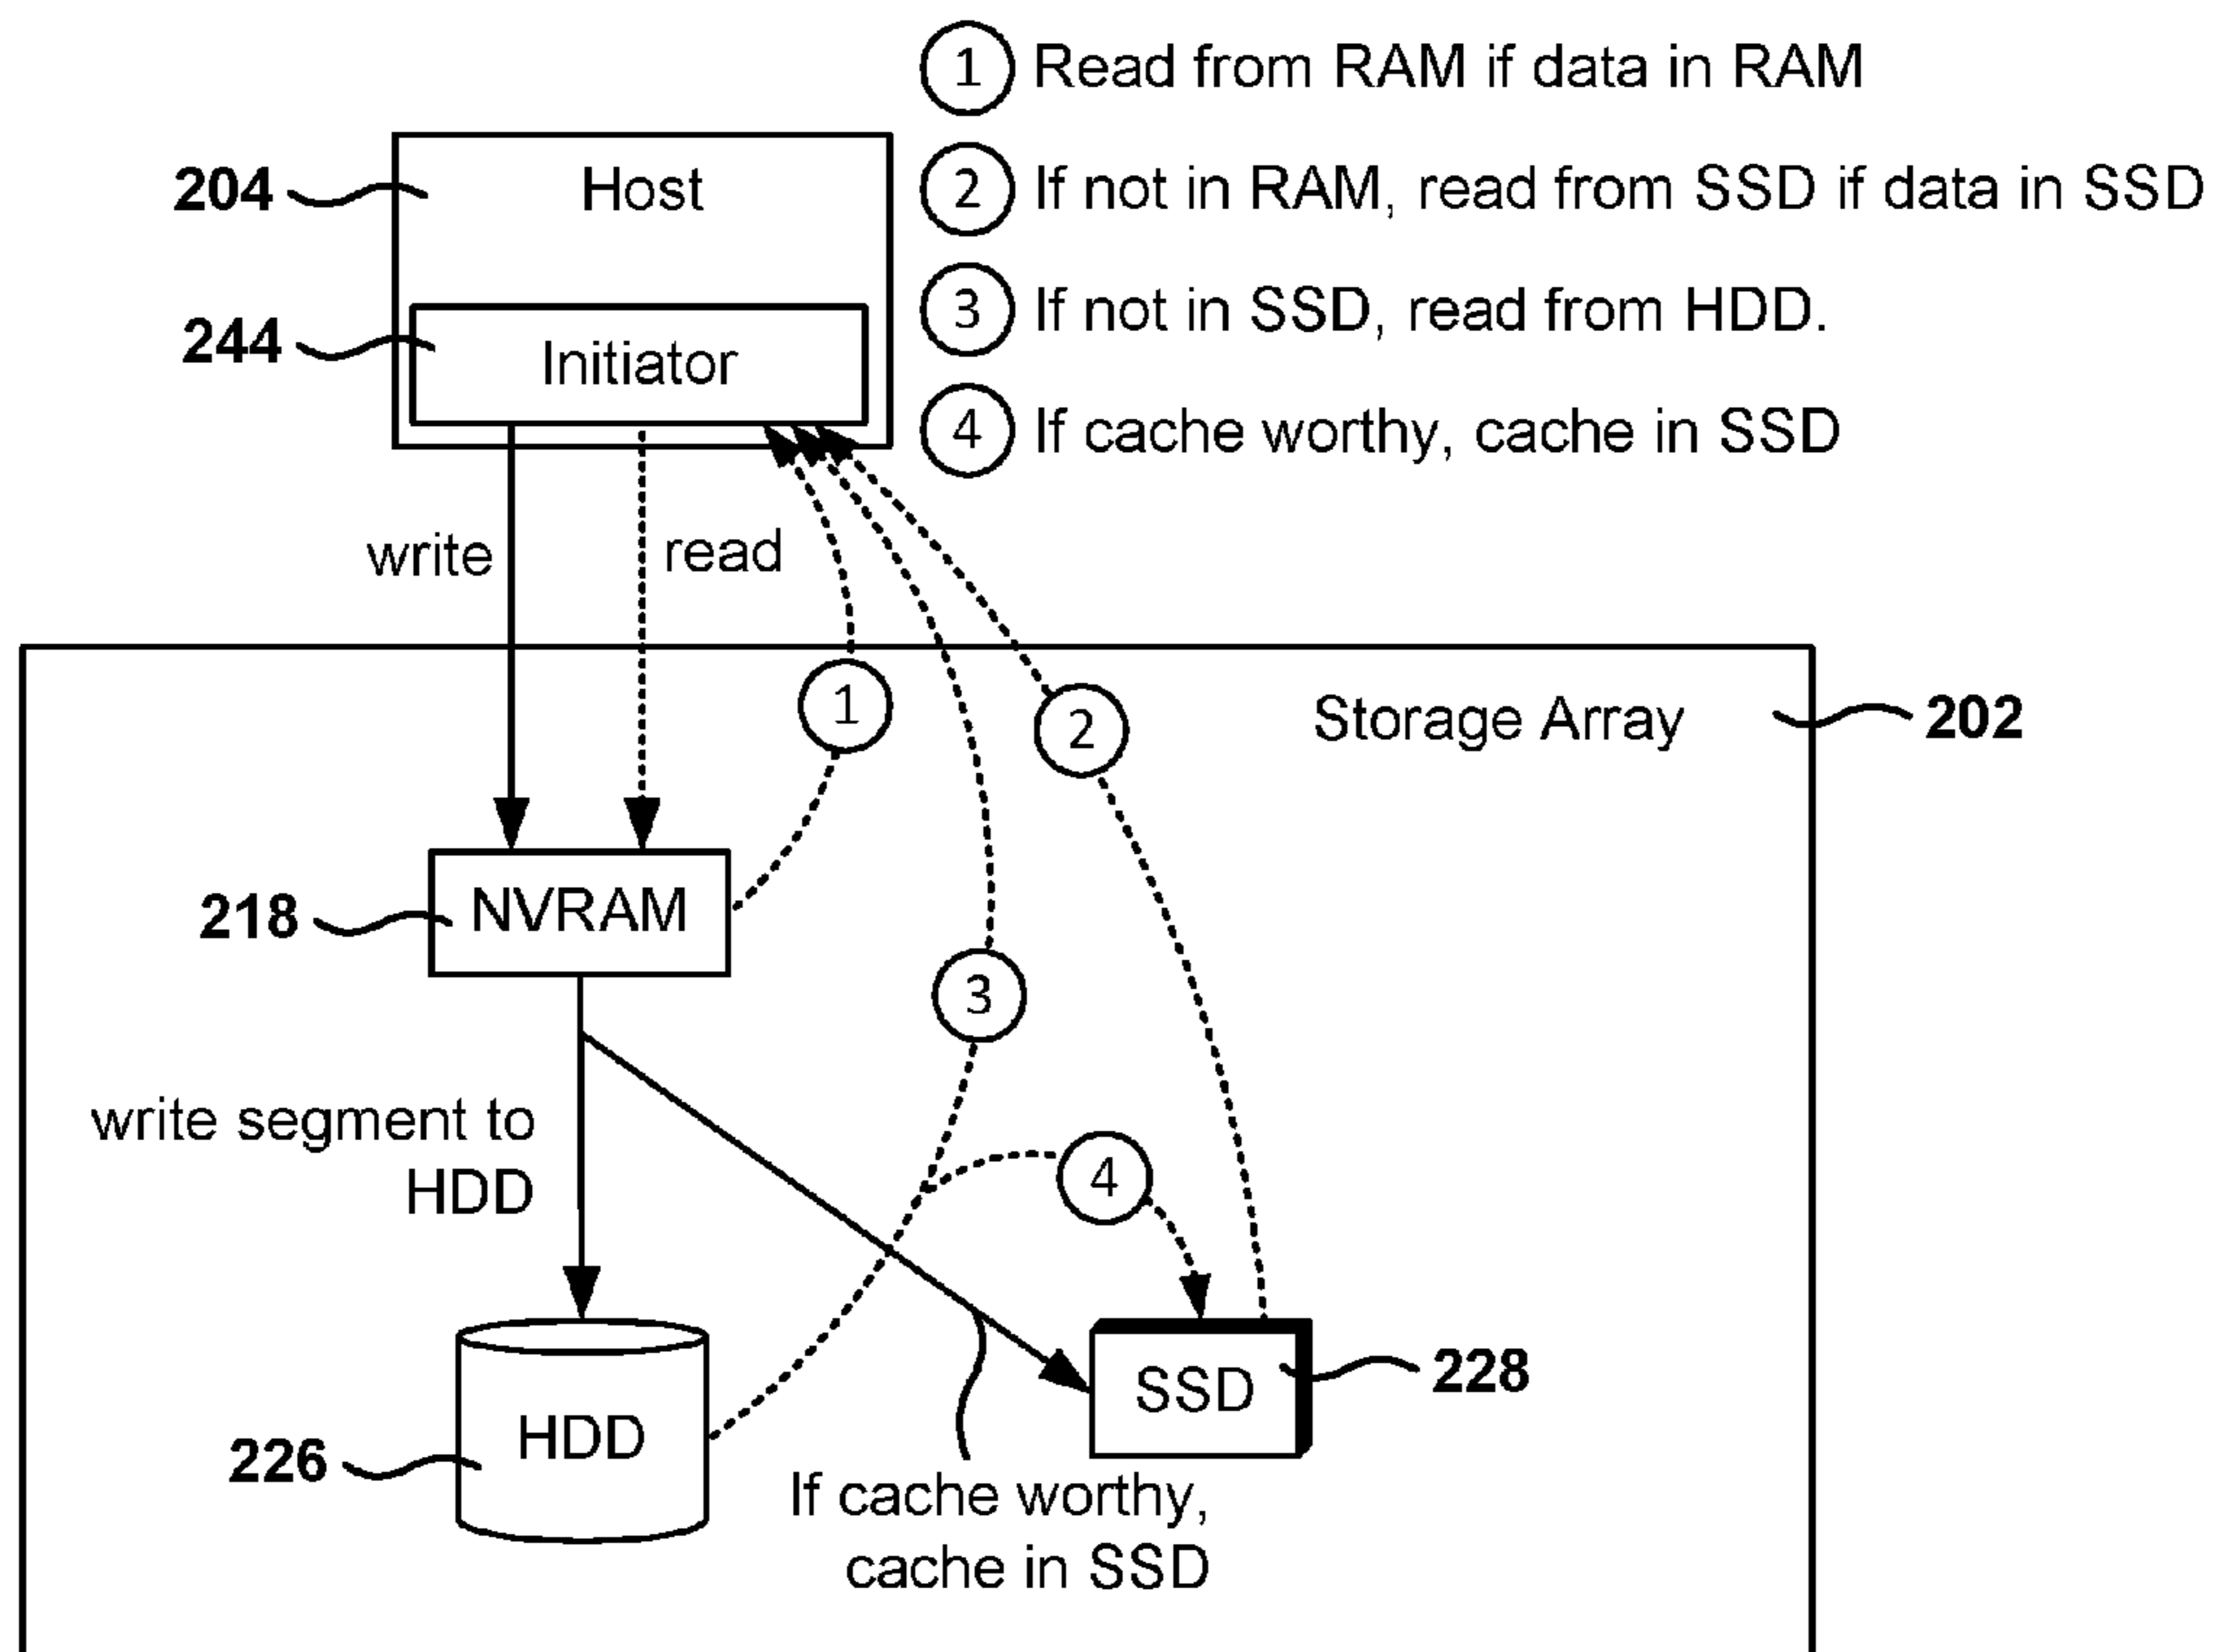 1 Read from RAM if data in RAM
2 If not in RAM, read from SSD if data in SSD
3 If not in SSD, read from HDD.
4 If cache worthy, cache in SSD
204
Host
244
Initiator
write
read
1
2
Storage Array
202
218
NVRAM
3
write segment to
HDD
4
226
HDD
SSD
228
If cache worthy,
cache in SSD